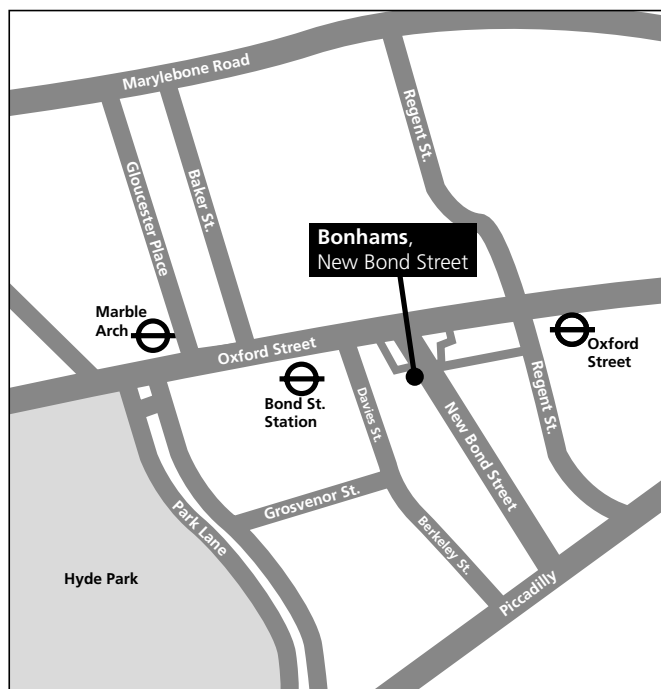 Marylebone Road
Regent St.
Gloucester Place
Baker St.
Bonhams,
New Bond Street
Marble
Arch
Oxford Street
Oxford
Street
Bond St.
Station
Davies St.
Regent St.
New Bond Street
Grosvenor St.
Park Lane
Berkeley St.
Hyde Park
Piccadilly